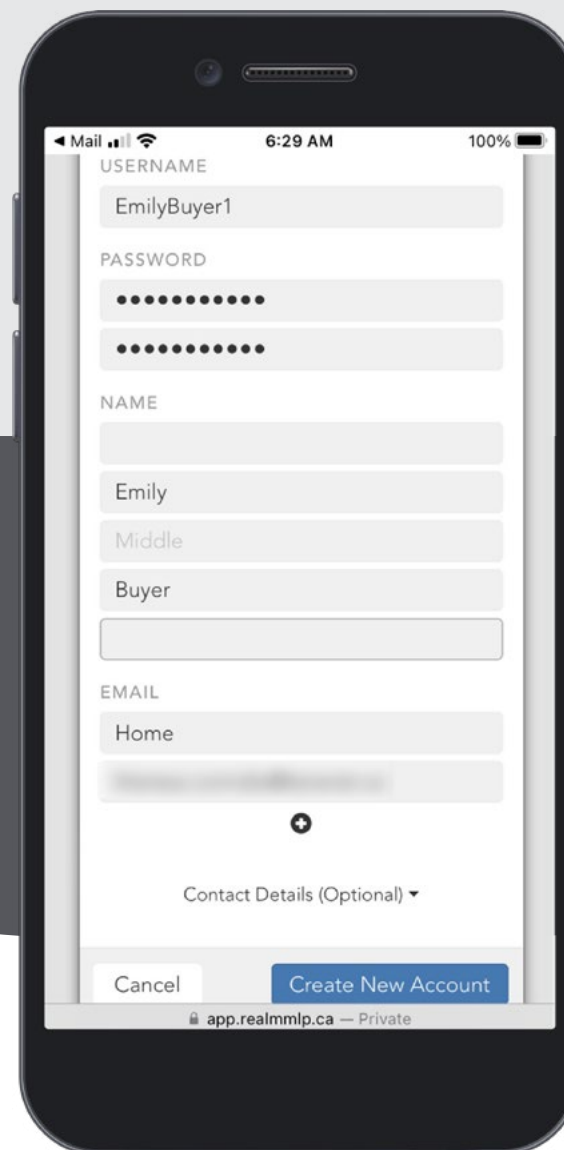 Mail 6:29 AM 100%
USERNAME
EmilyBuyer1
PASSWORD
NAME
Emily
Middle
Buyer
EMAIL
Home
Contact Details (Optional)
Cancel Create New Account
app.realmmlp.ca — Private